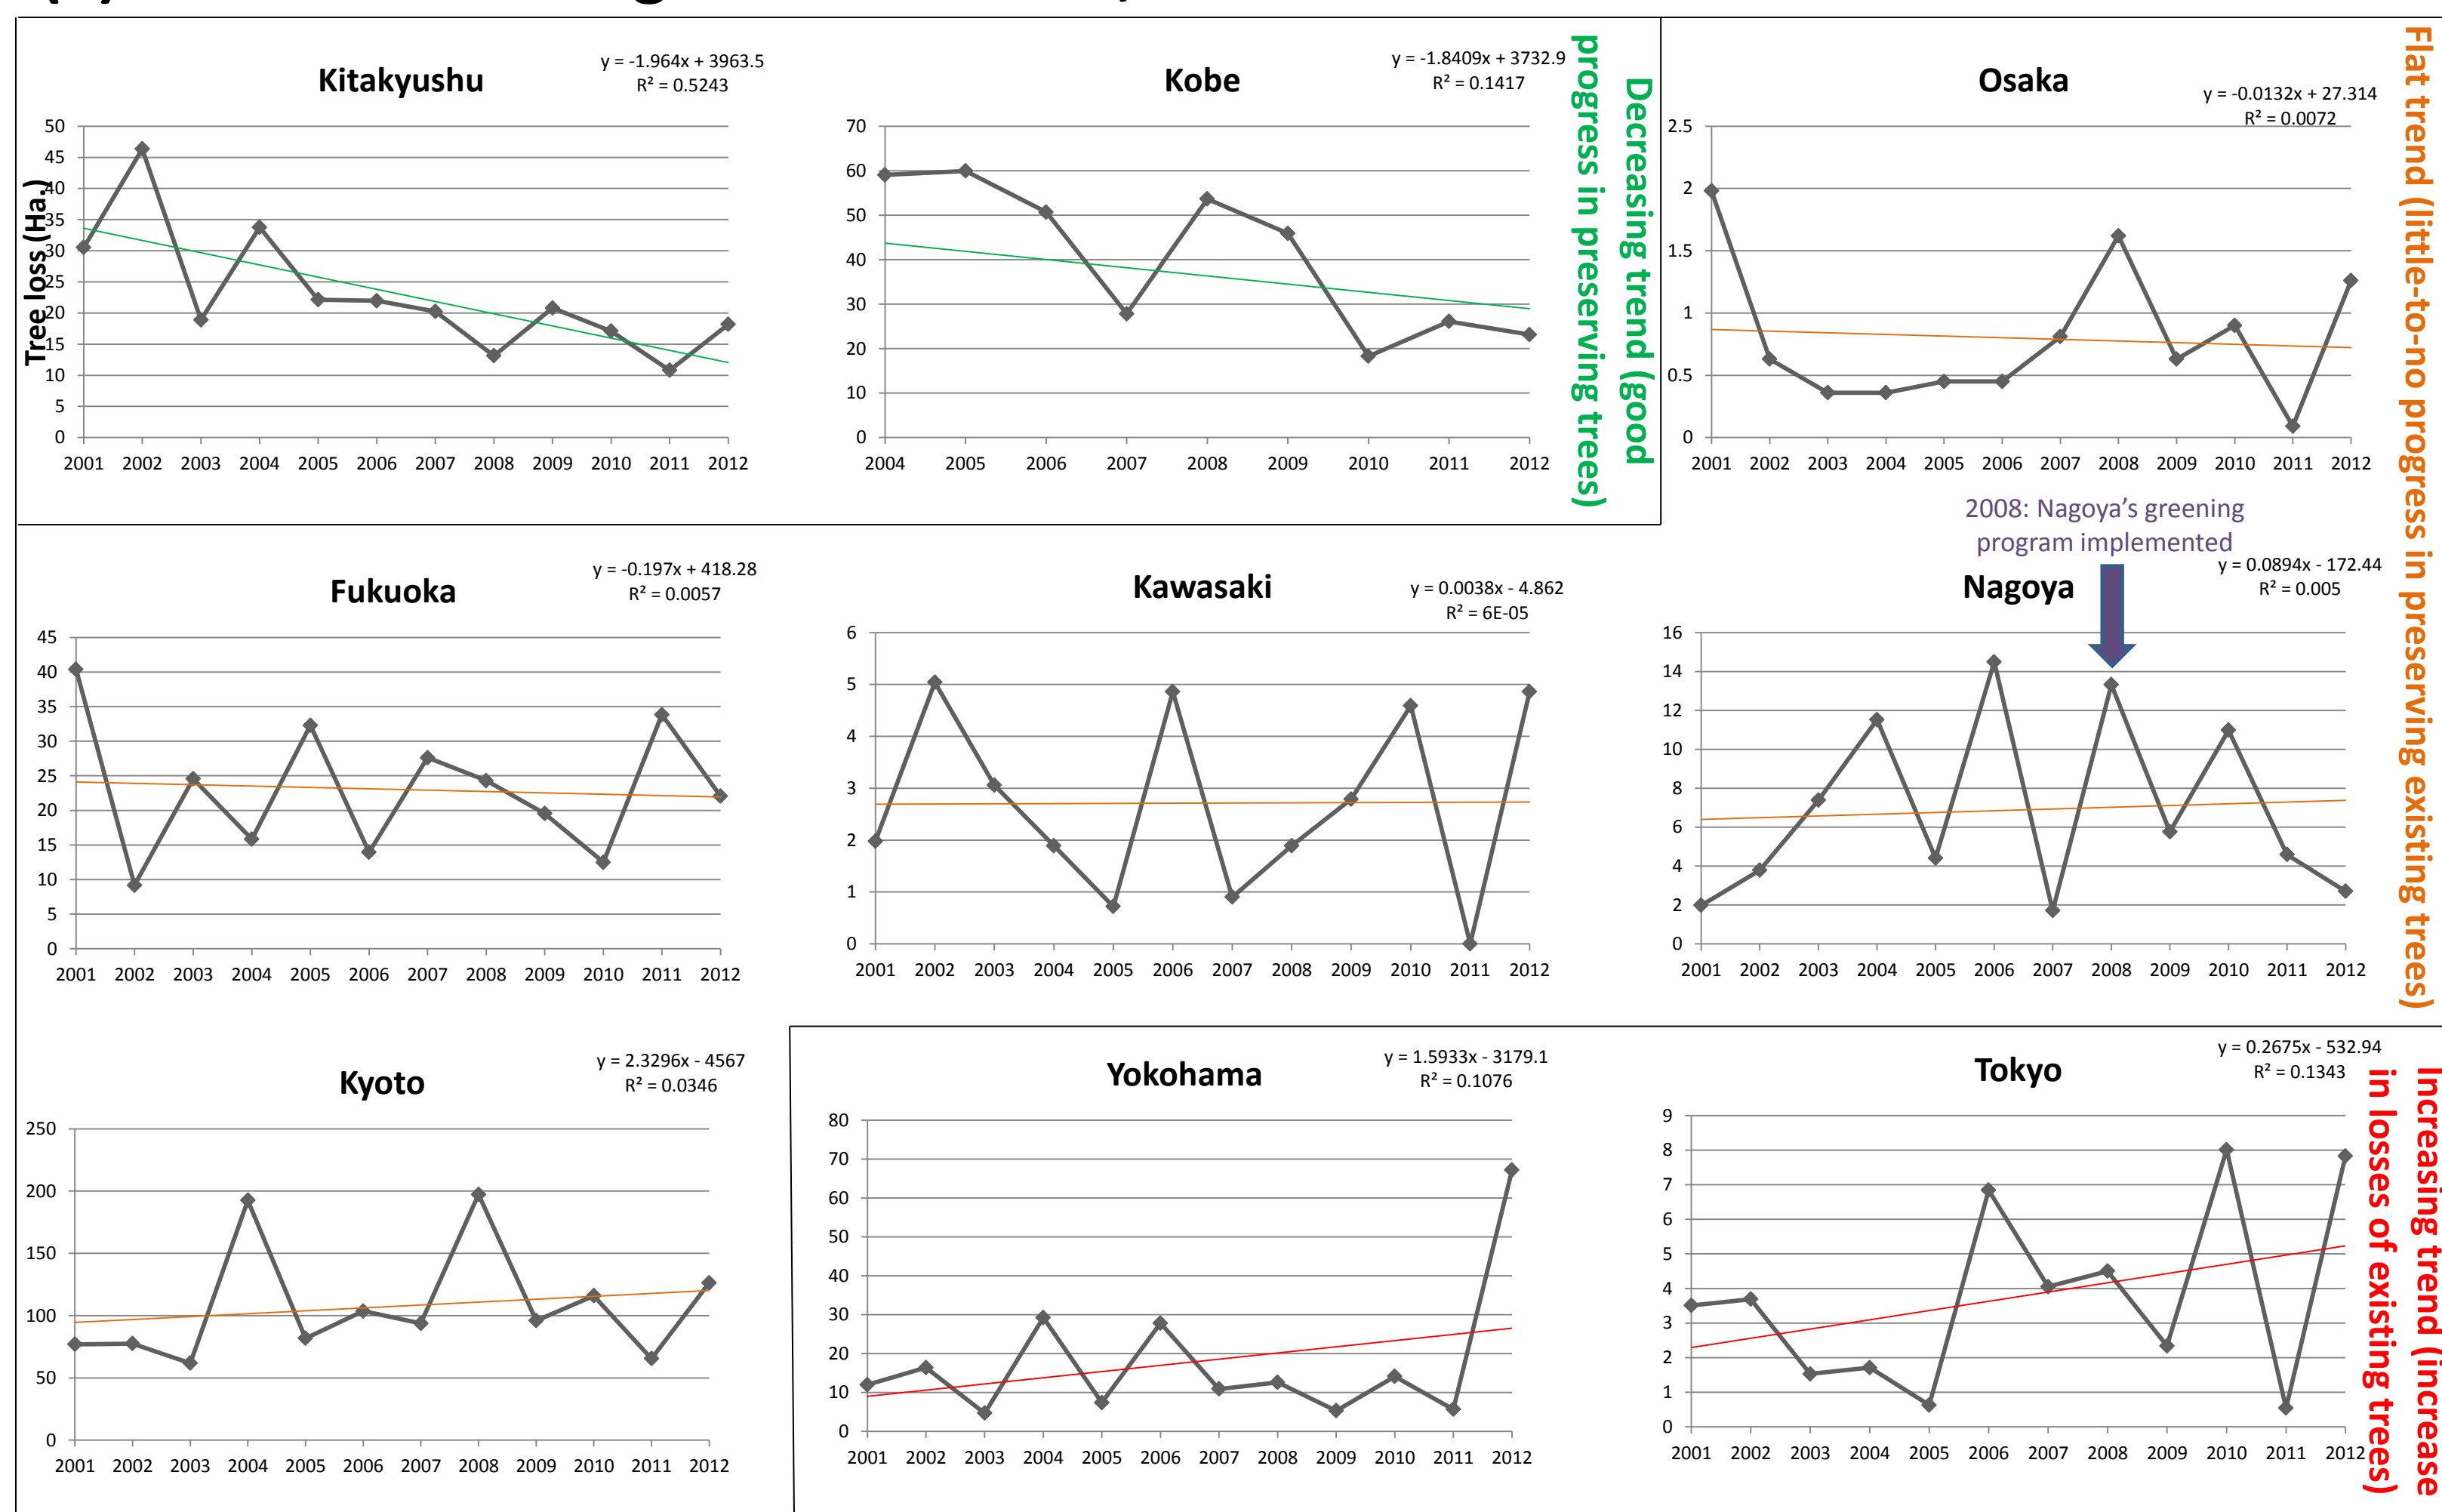 Kitakyushu
y = -1.964x + 3963.5
R² = 0.5243
Tree loss (Ha.)
50
45
40
35
30
25
20
15
10
5
0
2001 2002 2003 2004 2005 2006 2007 2008 2009 2010 2011 2012
Kobe
y = -1.8409x + 3732.9
R² = 0.1417
70
60
50
40
30
20
10
0
2004 2005 2006 2007 2008 2009 2010 2011 2012
Decreasing trend (good
progress in preserving trees)
Osaka
y = -0.0132x + 27.314
R² = 0.0072
2.5
2
1.5
1
0.5
0
2001 2002 2003 2004 2005 2006 2007 2008 2009 2010 2011 2012
Flat trend (little-to-no progress in preserving existing trees)
Fukuoka
y = -0.197x + 418.28
R² = 0.0057
45
40
35
30
25
20
15
10
5
0
2001 2002 2003 2004 2005 2006 2007 2008 2009 2010 2011 2012
Kawasaki
y = 0.0038x - 4.862
R² = 6E-05
6
5
4
3
2
1
0
2001 2002 2003 2004 2005 2006 2007 2008 2009 2010 2011 2012
2008: Nagoya’s greening
program implemented
Nagoya
y = 0.0894x - 172.44
R² = 0.005
16
14
12
10
8
6
4
2
0
2001 2002 2003 2004 2005 2006 2007 2008 2009 2010 2011 2012
Kyoto
y = 2.3296x - 4567
R² = 0.0346
250
200
150
100
50
0
2001 2002 2003 2004 2005 2006 2007 2008 2009 2010 2011 2012
Yokohama
y = 1.5933x - 3179.1
R² = 0.1076
80
70
60
50
40
30
20
10
0
2001 2002 2003 2004 2005 2006 2007 2008 2009 2010 2011 2012
Tokyo
y = 0.2675x - 532.94
R² = 0.1343
9
8
7
6
5
4
3
2
1
0
2001 2002 2003 2004 2005 2006 2007 2008 2009 2010 2011 2012
Increasing trend (increase
in losses of existing trees)